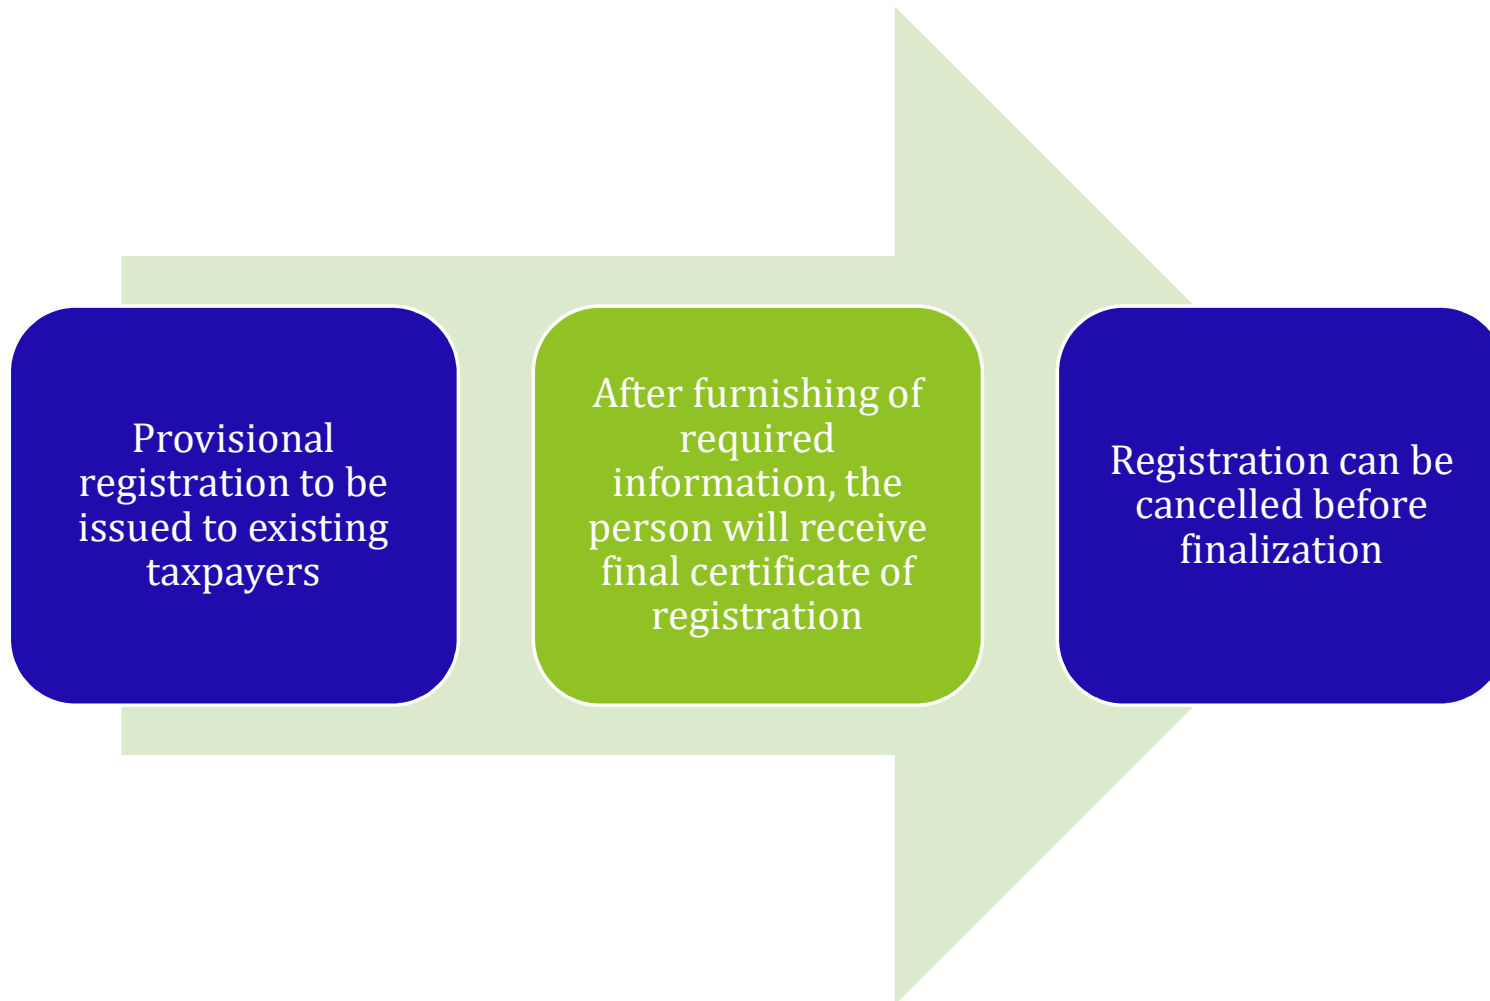 Provisional
registration to be
issued to existing
taxpayers
After furnishing of
required
information, the
person will receive
final certificate of
registration
Registration can be
cancelled before
finalization